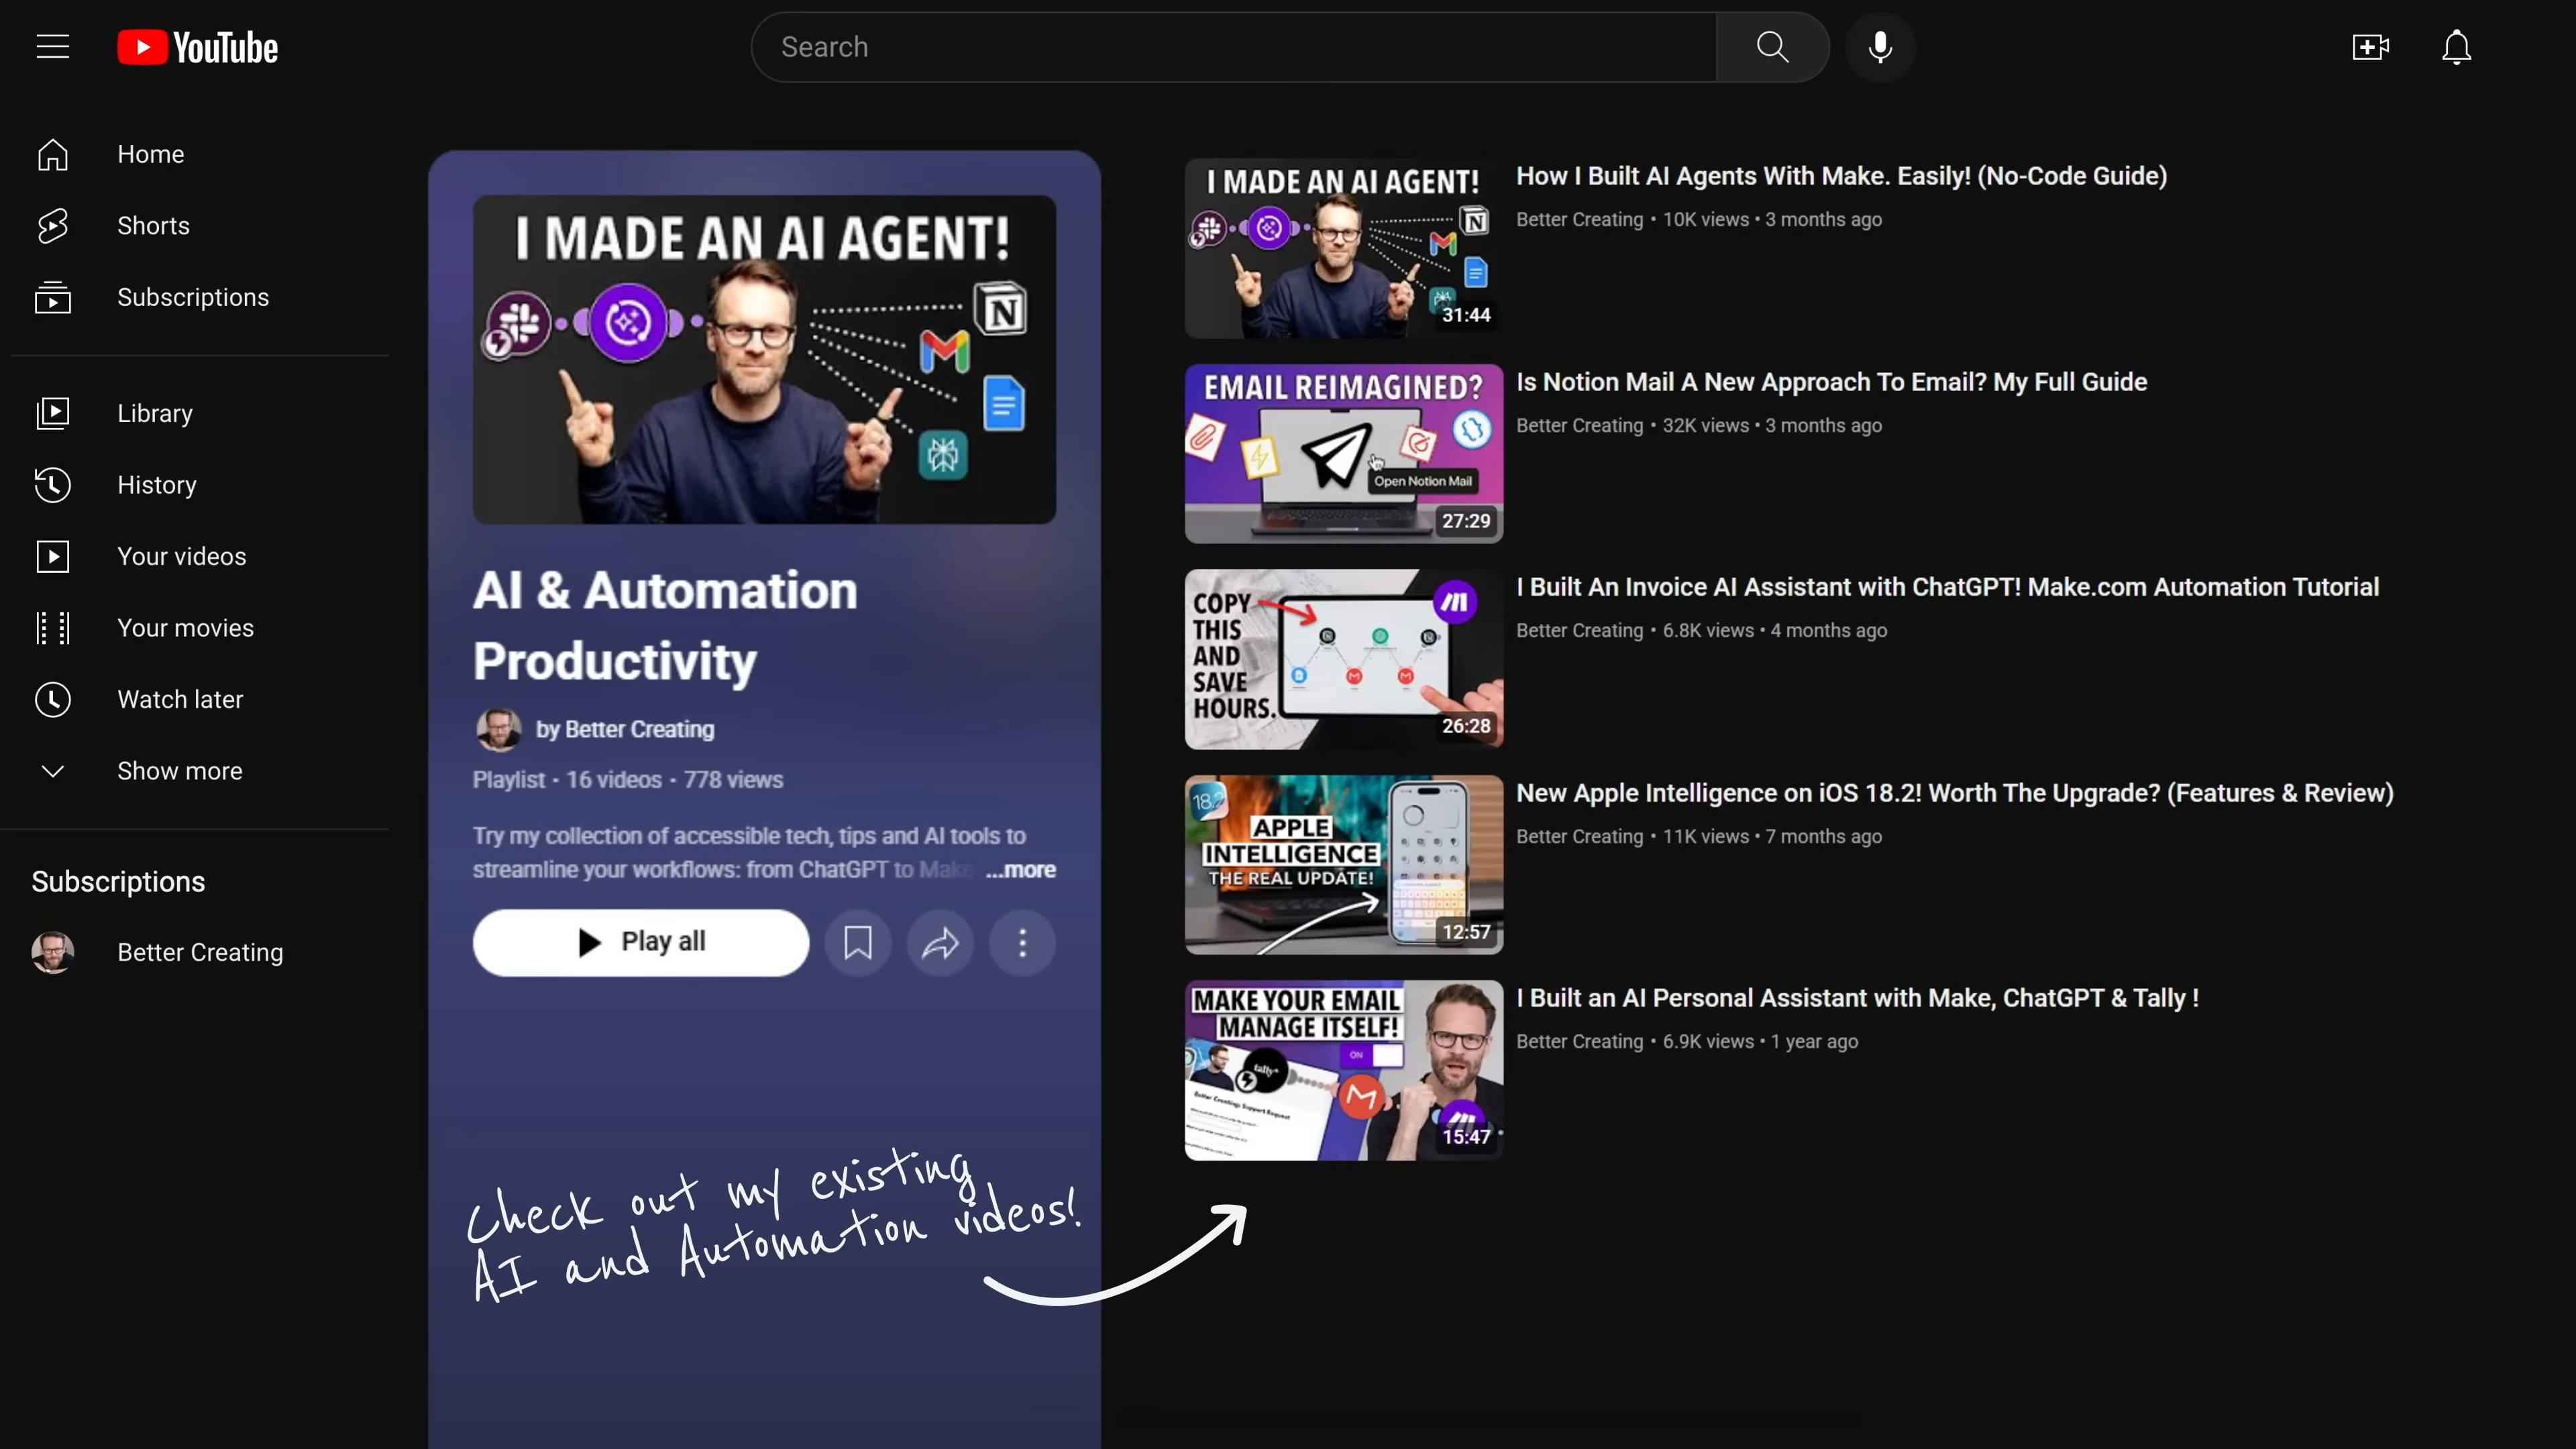 YouTube
Search
Home
Shorts
Subscriptions
Library
History
Your videos
Your movies
Watch later
Show more
Subscriptions
Better Creating
I MADE AN AI AGENT!
AI & Automation
Productivity
by Better Creating
Playlist • 16 videos • 778 views
Try my collection of accessible tech, tips and AI tools to
streamline your workflows: from ChatGPT to Make ...more
Play all
Check out my existing
AI and Automation videos!
I MADE AN AI AGENT!
31:44
How I Built AI Agents With Make. Easily! (No-Code Guide)
Better Creating • 10K views • 3 months ago
EMAIL REIMAGINED?
Open Notion Mail
27:29
Is Notion Mail A New Approach To Email? My Full Guide
Better Creating • 32K views • 3 months ago
COPY
THIS
AND
SAVE
HOURS.
26:28
I Built An Invoice AI Assistant with ChatGPT! Make.com Automation Tutorial
Better Creating • 6.8K views • 4 months ago
18.2
APPLE
INTELLIGENCE
THE REAL UPDATE!
12:57
New Apple Intelligence on iOS 18.2! Worth The Upgrade? (Features & Review)
Better Creating • 11K views • 7 months ago
MAKE YOUR EMAIL
MANAGE ITSELF!
ON
tally*
Better Creating: Support Request
15:47
I Built an AI Personal Assistant with Make, ChatGPT & Tally !
Better Creating • 6.9K views • 1 year ago